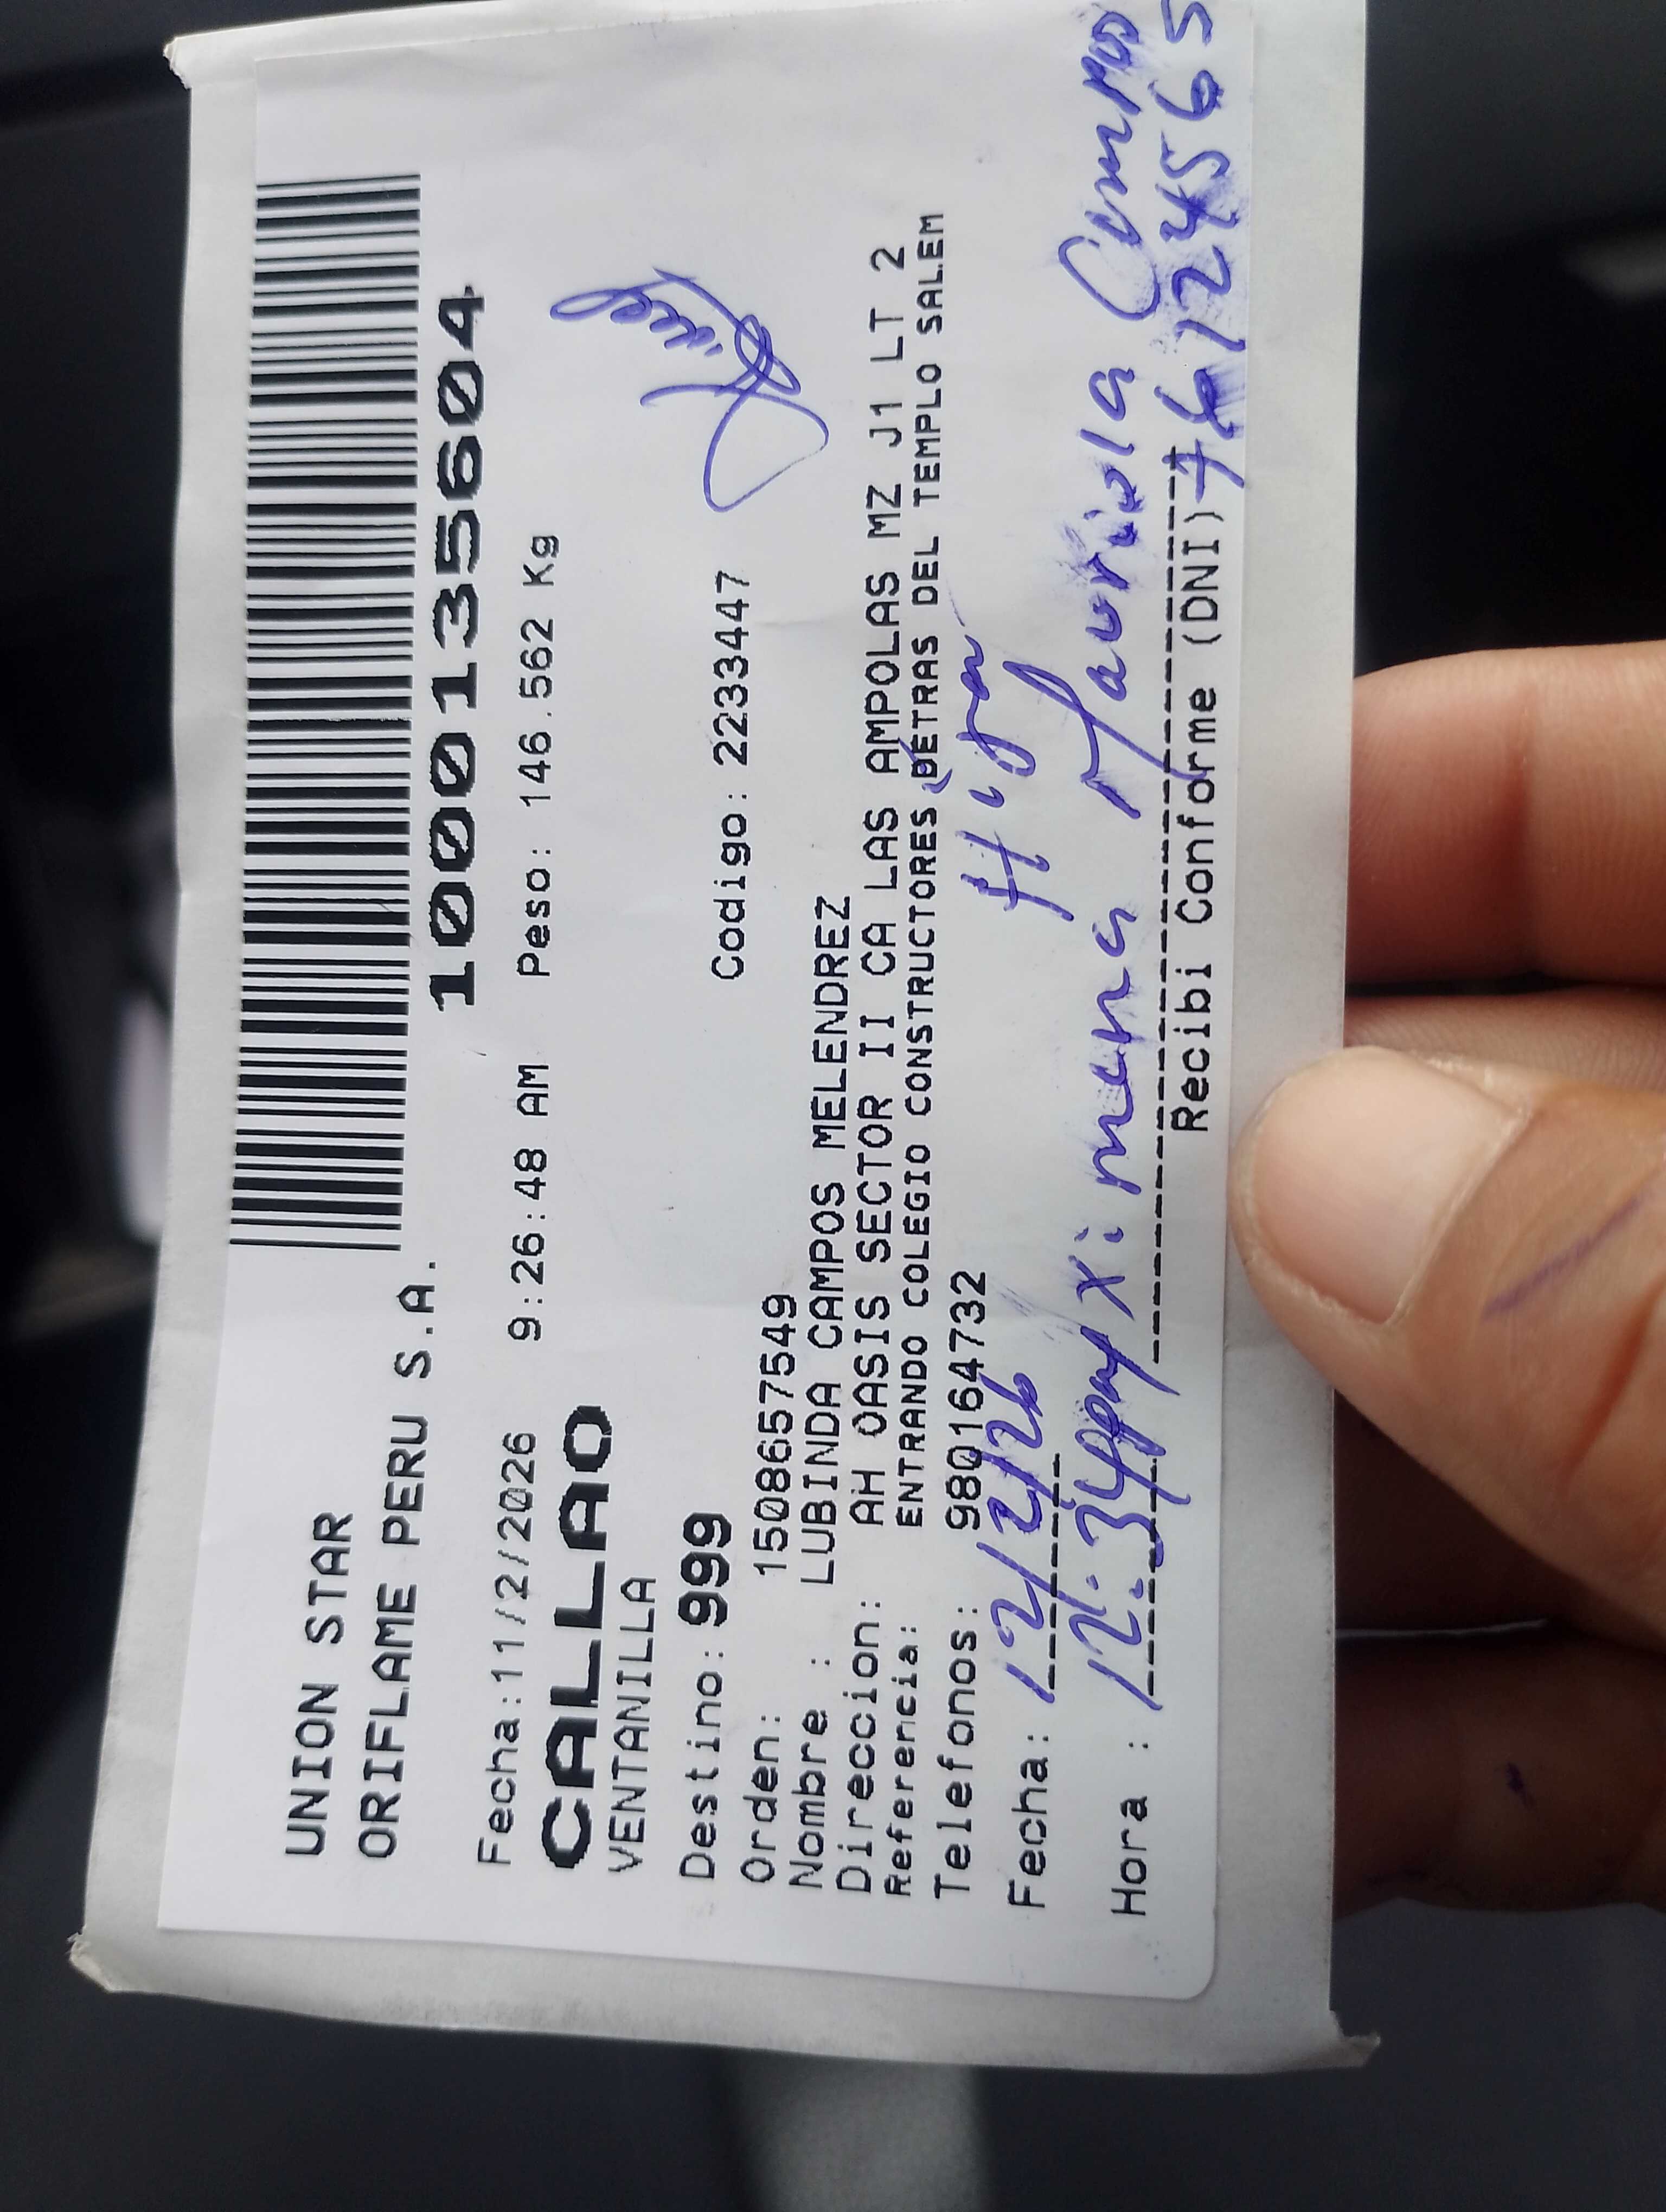 UNION STAR
ORIFLAME PERU S.A.
1000135604
Fecha:11/2/2026 9:26:48 AM Peso: 146.562 Kg
CALLAO
VENTANILLA
Destino: 999 Codigo: 2233447
Orden: 1508657549
Nombre : LUBINDA CAMPOS MELENDREZ
Direccion: AH OASIS SECTOR II CA LAS AMPOLAS MZ J1 LT 2
Referencia: ENTRANDO COLEGIO CONSTRUCTORES DETRAS DEL TEMPLO SALEM
Telefonos: 980164732
Fecha: 12/2/26 Hija
Hora : 12:34pm Ximena Maurisla Campos
Recibi Conforme (DNI) 76124565